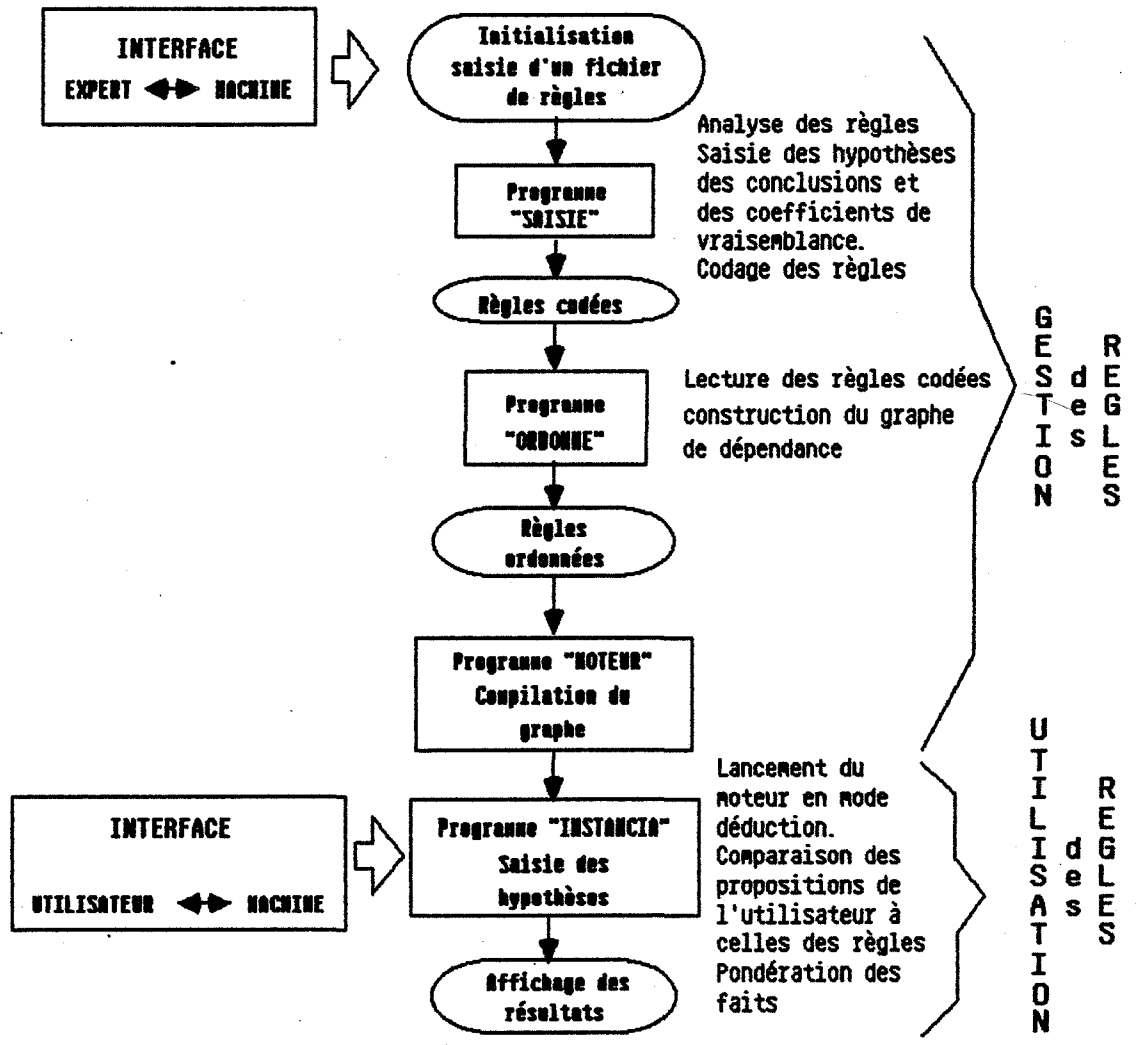 INTERFACE
EXPERT MACHINE
Initialisation
saisie d'un fichier
de règles
Analyse des règles
Saisie des hypothèses
des conclusions et
des coefficients de
vraisemblance.
Codage des règles
Programme
"SAISIE"
Règles codées
Programme
"ORDONNE"
Lecture des règles codées
construction du graphe
de dépendance
Règles
ordonnées
Programme "MOTEUR"
Compilation du
graphe
GESTION
des
REGLES
INTERFACE
UTILISATEUR MACHINE
Programme "INSTANCIA"
Saisie des
hypothèses
Lancement du
moteur en mode
déduction.
Comparaison des
propositions de
l'utilisateur à
celles des règles
Pondération des
faits
Affichage des
résultats
UTILISATION
des
REGLES